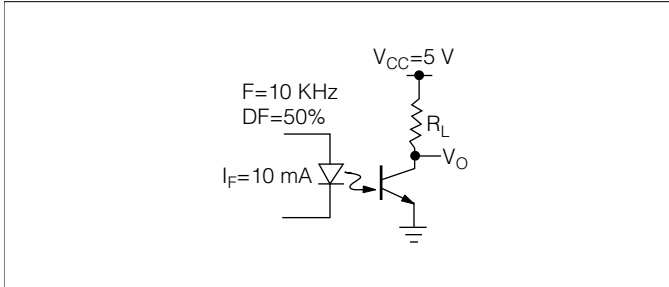 V_CC=5 V
F=10 KHz
DF=50%
R_L
V_O
I_F=10 mA